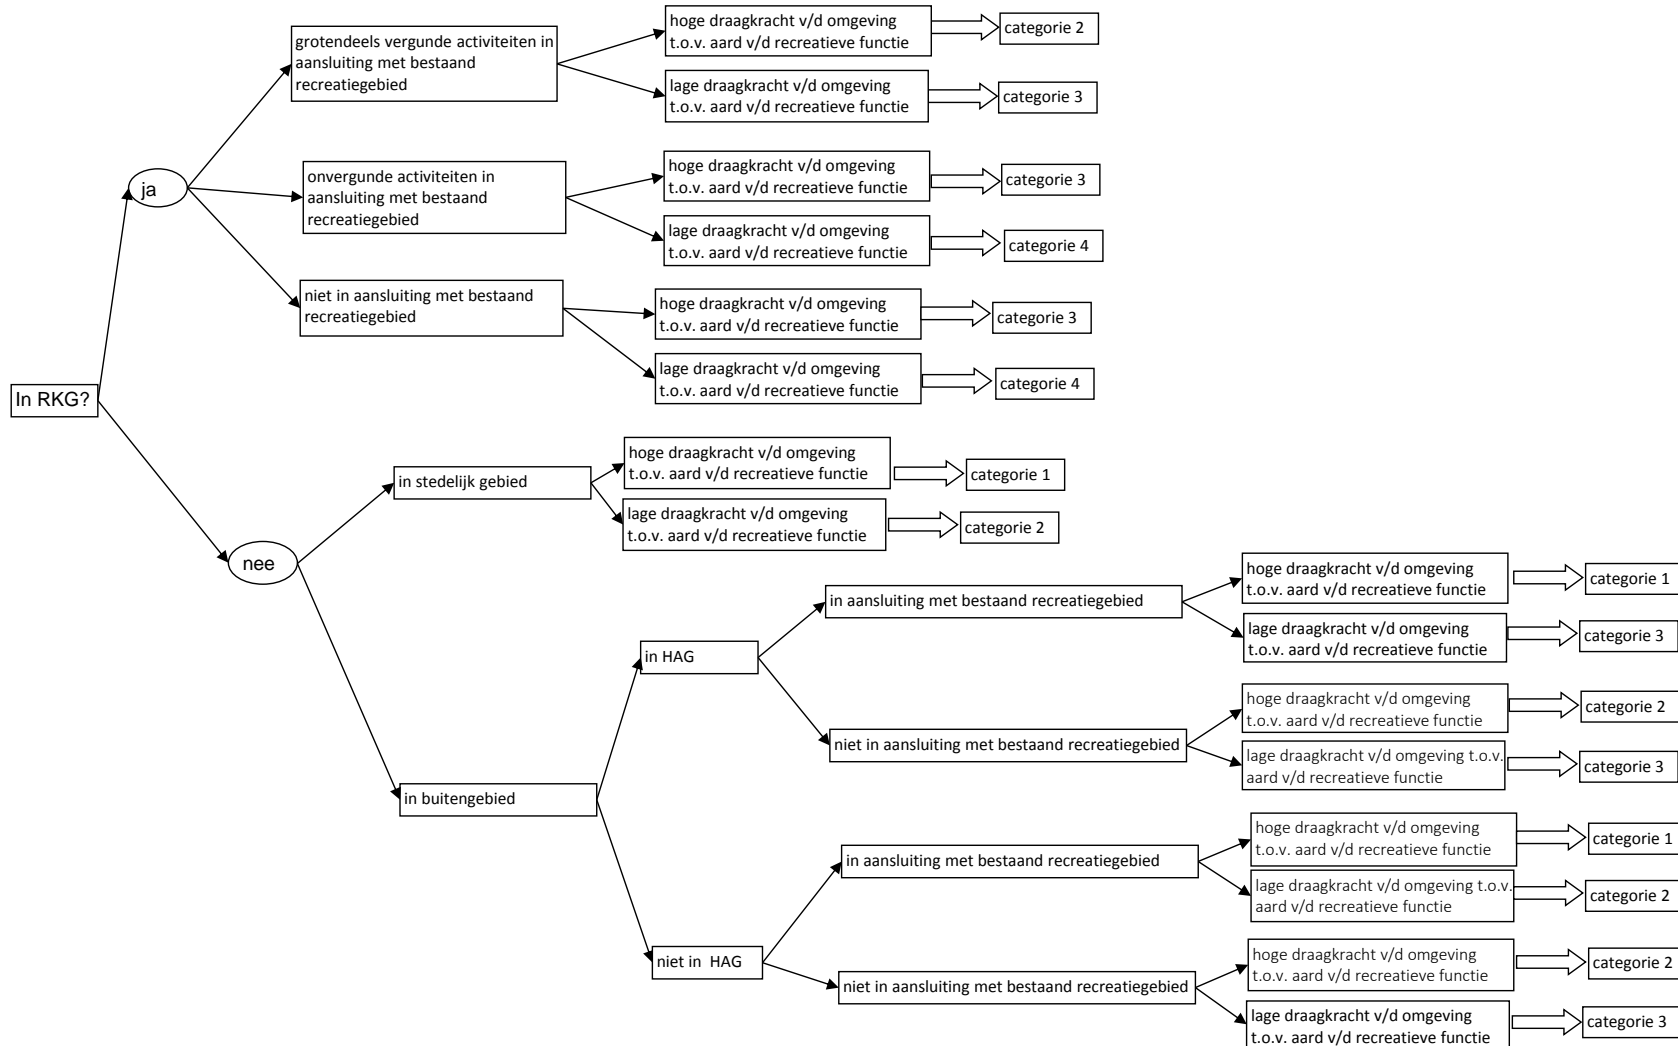 grotendeels vergunde activiteiten in
aansluiting met bestaand
recreatiegebied
hoge draagkracht v/d omgeving
t.o.v. aard v/d recreatieve functie
categorie 2
lage draagkracht v/d omgeving
t.o.v. aard v/d recreatieve functie
categorie 3
ja
onvergunde activiteiten in
aansluiting met bestaand
recreatiegebied
hoge draagkracht v/d omgeving
t.o.v. aard v/d recreatieve functie
categorie 3
lage draagkracht v/d omgeving
t.o.v. aard v/d recreatieve functie
categorie 4
niet in aansluiting met bestaand
recreatiegebied
hoge draagkracht v/d omgeving
t.o.v. aard v/d recreatieve functie
categorie 3
lage draagkracht v/d omgeving
t.o.v. aard v/d recreatieve functie
categorie 4
In RKG?
nee
in stedelijk gebied
hoge draagkracht v/d omgeving
t.o.v. aard v/d recreatieve functie
categorie 1
lage draagkracht v/d omgeving
t.o.v. aard v/d recreatieve functie
categorie 2
in buitengebied
in HAG
in aansluiting met bestaand recreatiegebied
hoge draagkracht v/d omgeving
t.o.v. aard v/d recreatieve functie
categorie 1
lage draagkracht v/d omgeving
t.o.v. aard v/d recreatieve functie
categorie 3
niet in aansluiting met bestaand recreatiegebied
hoge draagkracht v/d omgeving
t.o.v. aard v/d recreatieve functie
categorie 2
lage draagkracht v/d omgeving t.o.v.
aard v/d recreatieve functie
categorie 3
niet in HAG
in aansluiting met bestaand recreatiegebied
hoge draagkracht v/d omgeving
t.o.v. aard v/d recreatieve functie
categorie 1
lage draagkracht v/d omgeving t.o.v.
aard v/d recreatieve functie
categorie 2
niet in aansluiting met bestaand recreatiegebied
hoge draagkracht v/d omgeving
t.o.v. aard v/d recreatieve functie
categorie 2
lage draagkracht v/d omgeving
t.o.v. aard v/d recreatieve functie
categorie 3